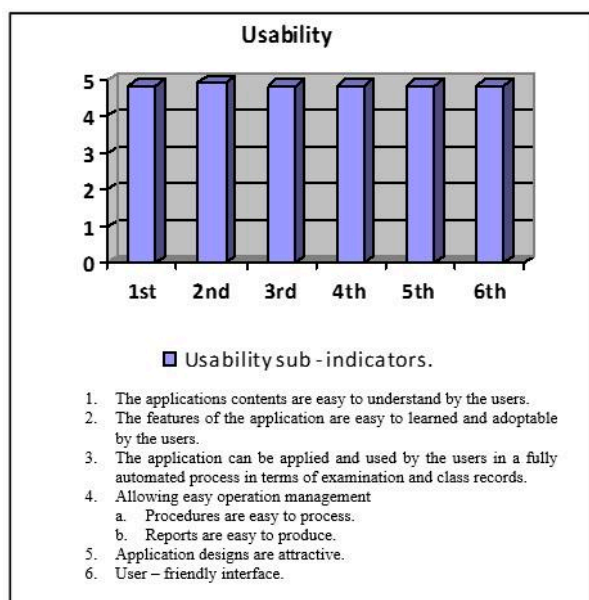 Usability
5
4
3
2
1
0
1st 2nd 3rd 4th 5th 6th
Usability sub - indicators.
1. The applications contents are easy to understand by the users.
2. The features of the application are easy to learned and adoptable
by the users.
3. The application can be applied and used by the users in a fully
automated process in terms of examination and class records.
4. Allowing easy operation management
a. Procedures are easy to process.
b. Reports are easy to produce.
5. Application designs are attractive.
6. User – friendly interface.